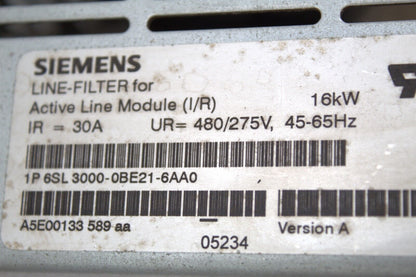 SIEMENS
LINE-FILTER for
Active Line Module (I/R) 16kW
IR = 30A UR= 480/275V, 45-65Hz
1P 6SL 3000-0BE21-6AA0
A5E00133 589 aa Version A
05234